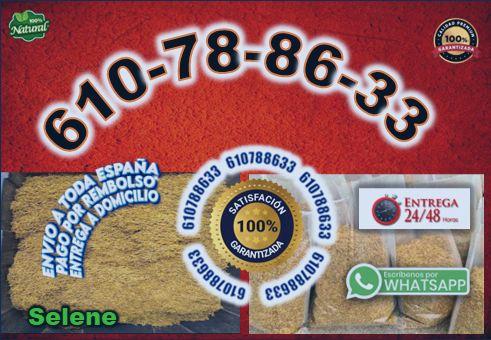 100%
Natural
CALIDAD PREMIUM
100%
GARANTIZADA
610-78-86-33
ENVIO A TODA ESPAÑA
PAGO POR REMBOLSO
ENTREGA A DOMICILIO
610788633
610788633
610788633
610788633
610788633
SATISFACIÓN
100%
GARANTIZADA
ENTREGA
24/48 Horas
Escríbenos por
WHATSAPP
Selene